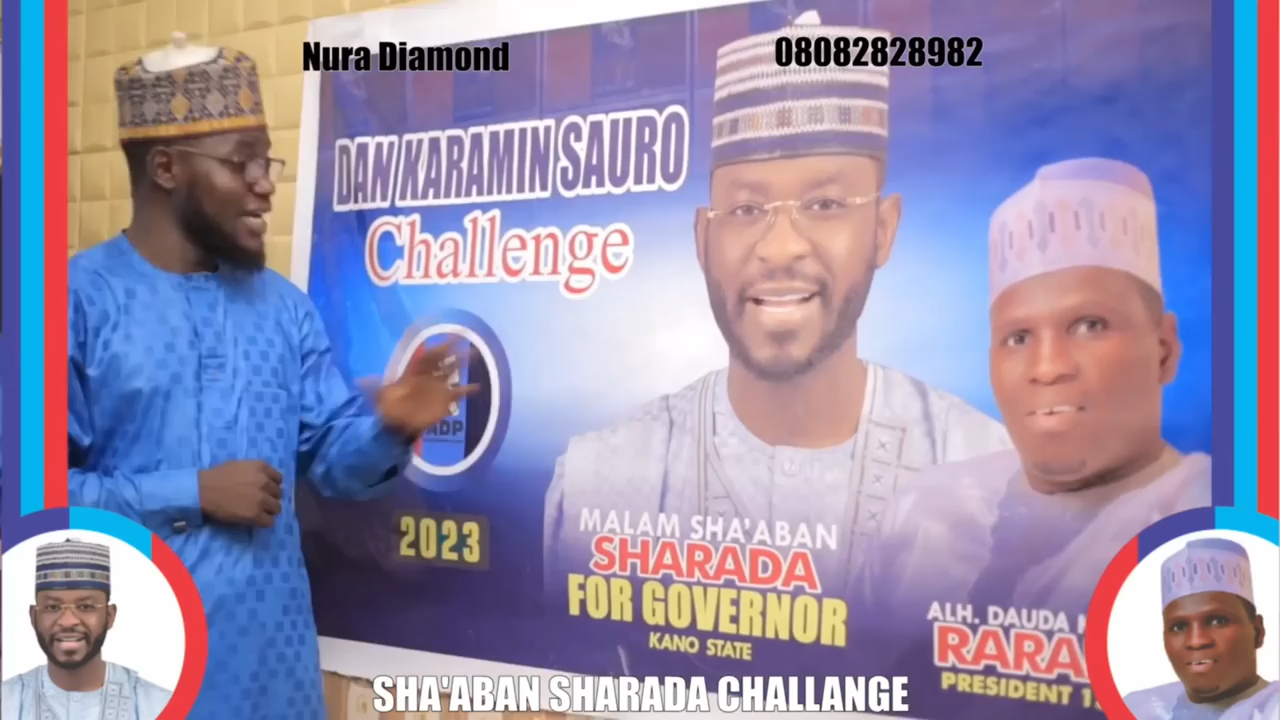 Nura Diamond
08082828982
DAN KARAMIN SAURO
Challenge
ADP
2023
MALAM SHA'ABAN
SHARADA
FOR GOVERNOR
KANO STATE
ALH. DAUDA
RARA
PRESIDENT
SHA'ABAN SHARADA CHALLANGE